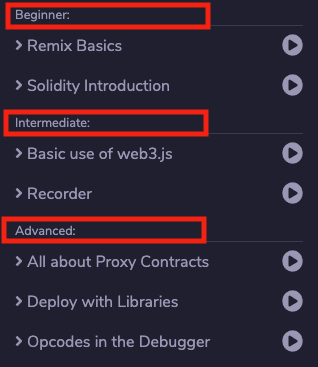 Beginner:
Remix Basics
Solidity Introduction
Intermediate:
Basic use of web3.js
Recorder
Advanced:
All about Proxy Contracts
Deploy with Libraries
Opcodes in the Debugger